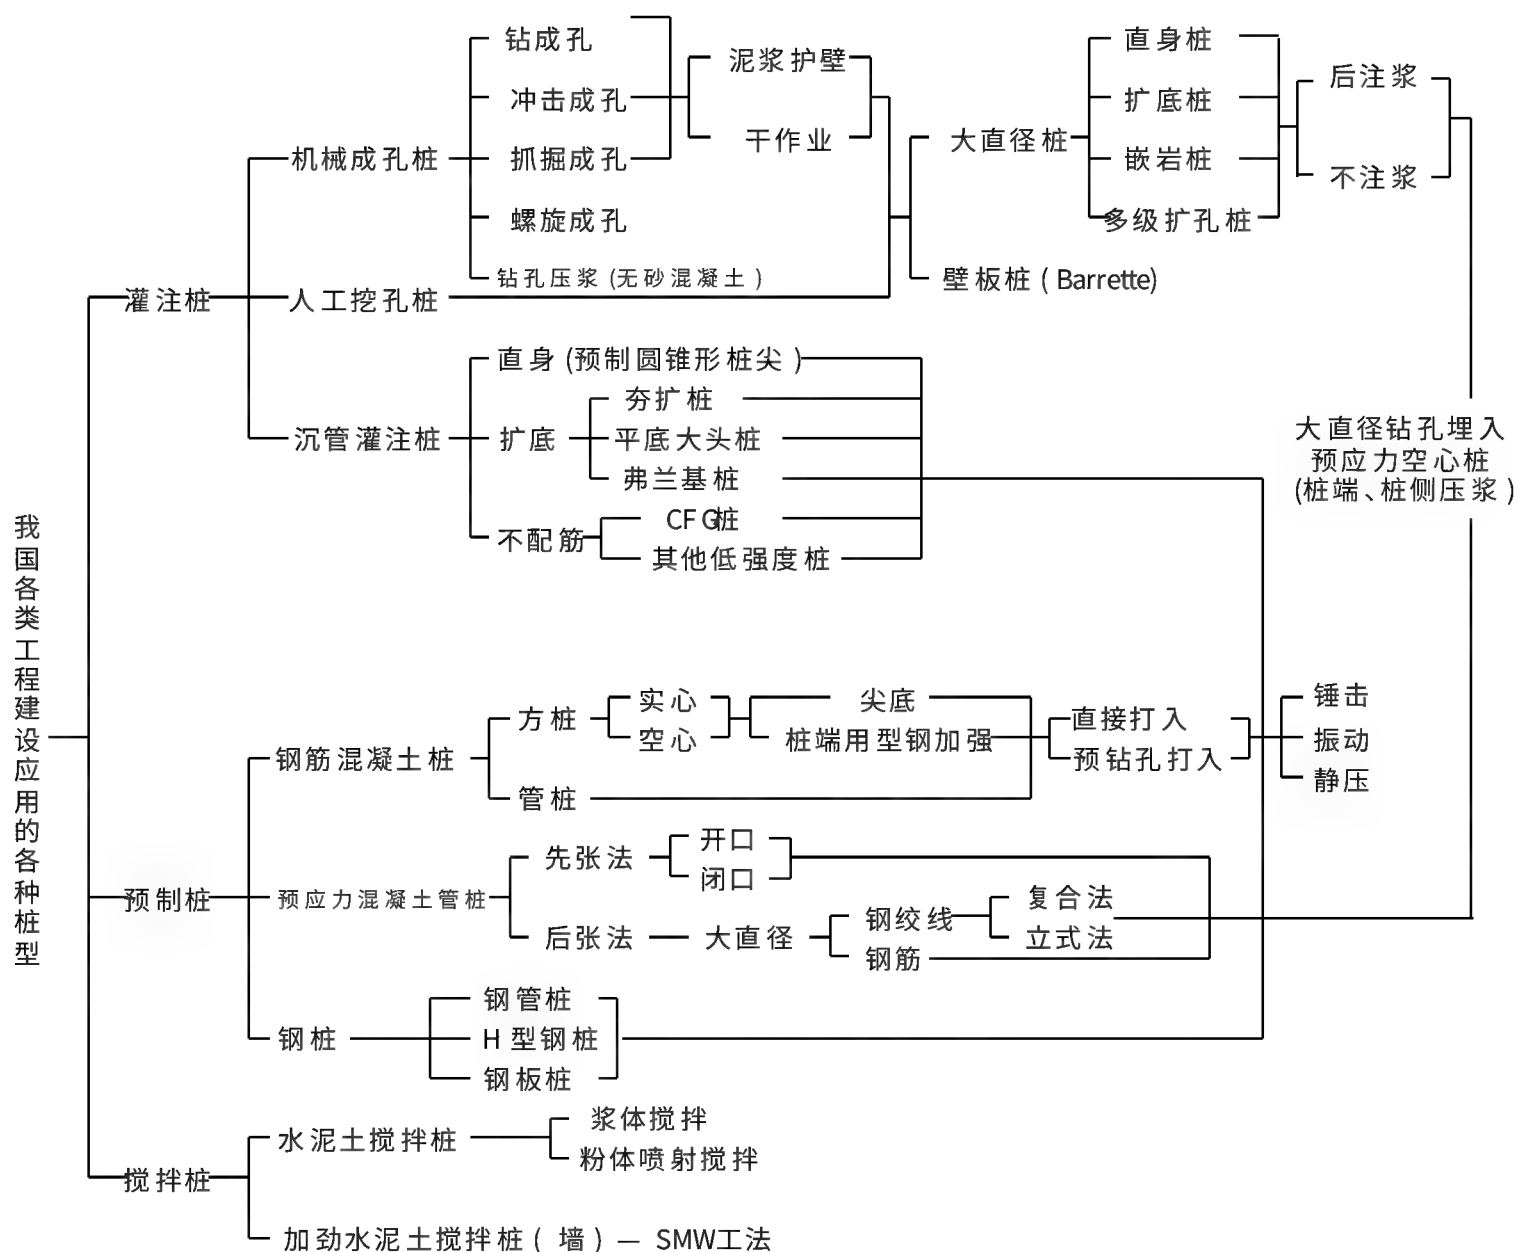 我国各类工程建设应用的各种桩型
灌注桩
机械成孔桩
钻成孔
冲击成孔
抓掘成孔
螺旋成孔
钻孔压浆(无砂混凝土)
泥浆护壁
干作业
人工挖孔桩
大直径桩
直身桩
扩底桩
嵌岩桩
多级扩孔桩
后注浆
不注浆
壁板桩(Barrette)
沉管灌注桩
直身(预制圆锥形桩尖)
扩底
夯扩桩
平底大头桩
弗兰基桩
不配筋
CFG桩
其他低强度桩
大直径钻孔埋入
预应力空心桩
(桩端、桩侧压浆)
预制桩
钢筋混凝土桩
方桩
实心
空心
尖底
桩端用型钢加强
管桩
直接打入
预钻孔打入
锤击
振动
静压
预应力混凝土管桩
先张法
开口
闭口
后张法
大直径
钢绞线
复合法
立式法
钢筋
钢桩
钢管桩
H型钢桩
钢板桩
搅拌桩
水泥土搅拌桩
浆体搅拌
粉体喷射搅拌
加劲水泥土搅拌桩(墙)— SMW工法